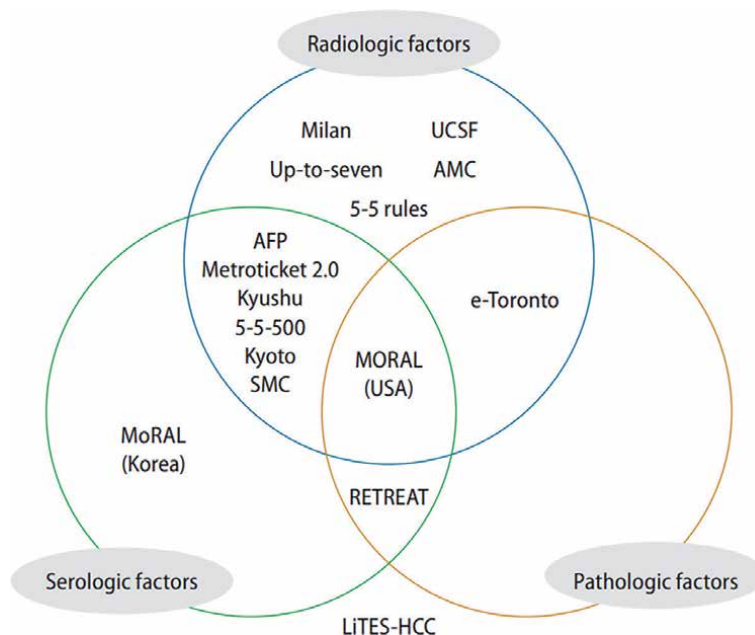 Radiologic factors
Milan UCSF
Up-to-seven AMC
5-5 rules
AFP
Metroticket 2.0
Kyushu
5-5-500
Kyoto
SMC
e-Toronto
MORAL
(USA)
MoRAL
(Korea)
RETREAT
Serologic factors
Pathologic factors
LiTES-HCC